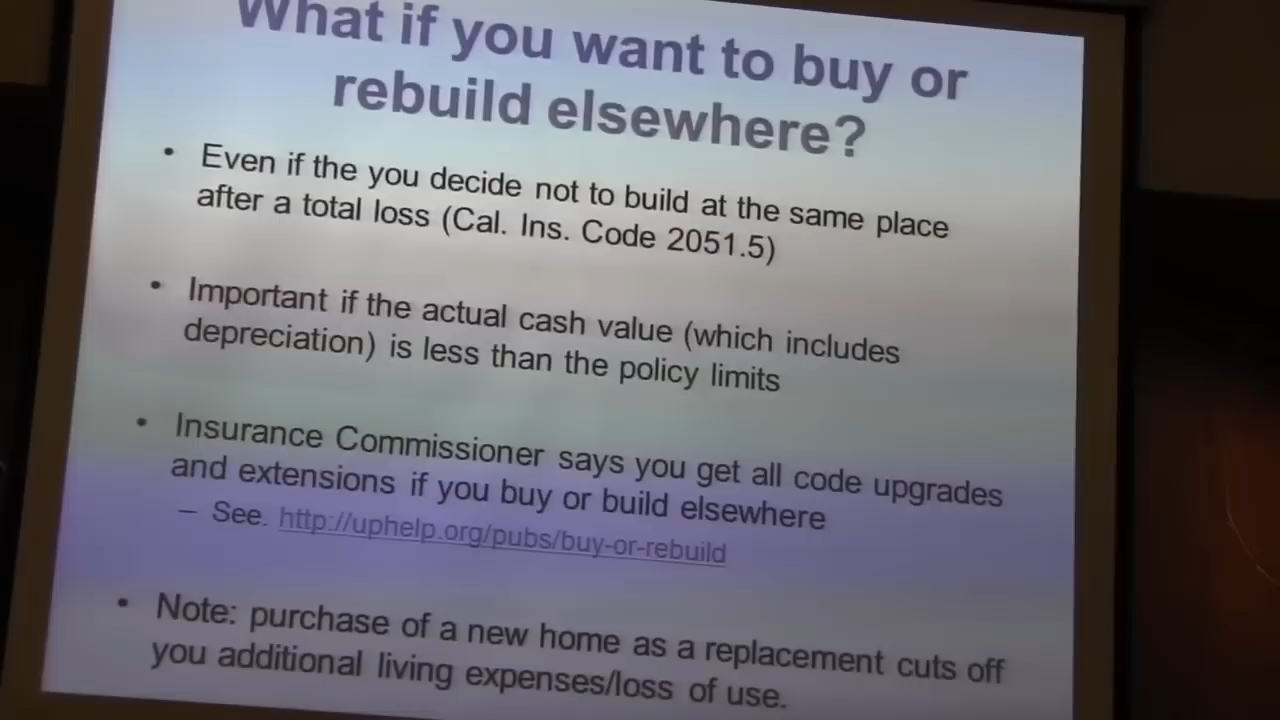 What if you want to buy or
rebuild elsewhere?
• Even if the you decide not to build at the same place
after a total loss (Cal. Ins. Code 2051.5)
• Important if the actual cash value (which includes
depreciation) is less than the policy limits
• Insurance Commissioner says you get all code upgrades
and extensions if you buy or build elsewhere
– See. http://uphelp.org/pubs/buy-or-rebuild
• Note: purchase of a new home as a replacement cuts off
you additional living expenses/loss of use.